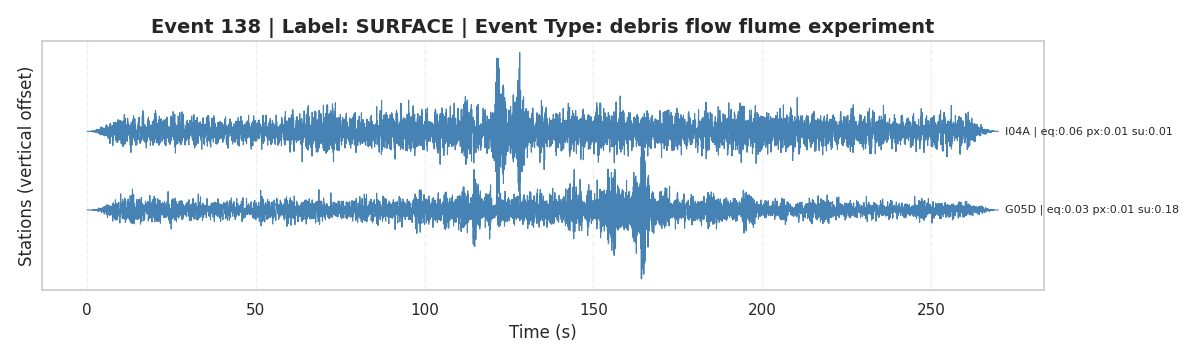 Event 138 | Label: SURFACE | Event Type: debris flow flume experiment
Stations (vertical offset)
I04A | eq:0.06 px:0.01 su:0.01
G05D | eq:0.03 px:0.01 su:0.18
0 50 100 150 200 250
Time (s)